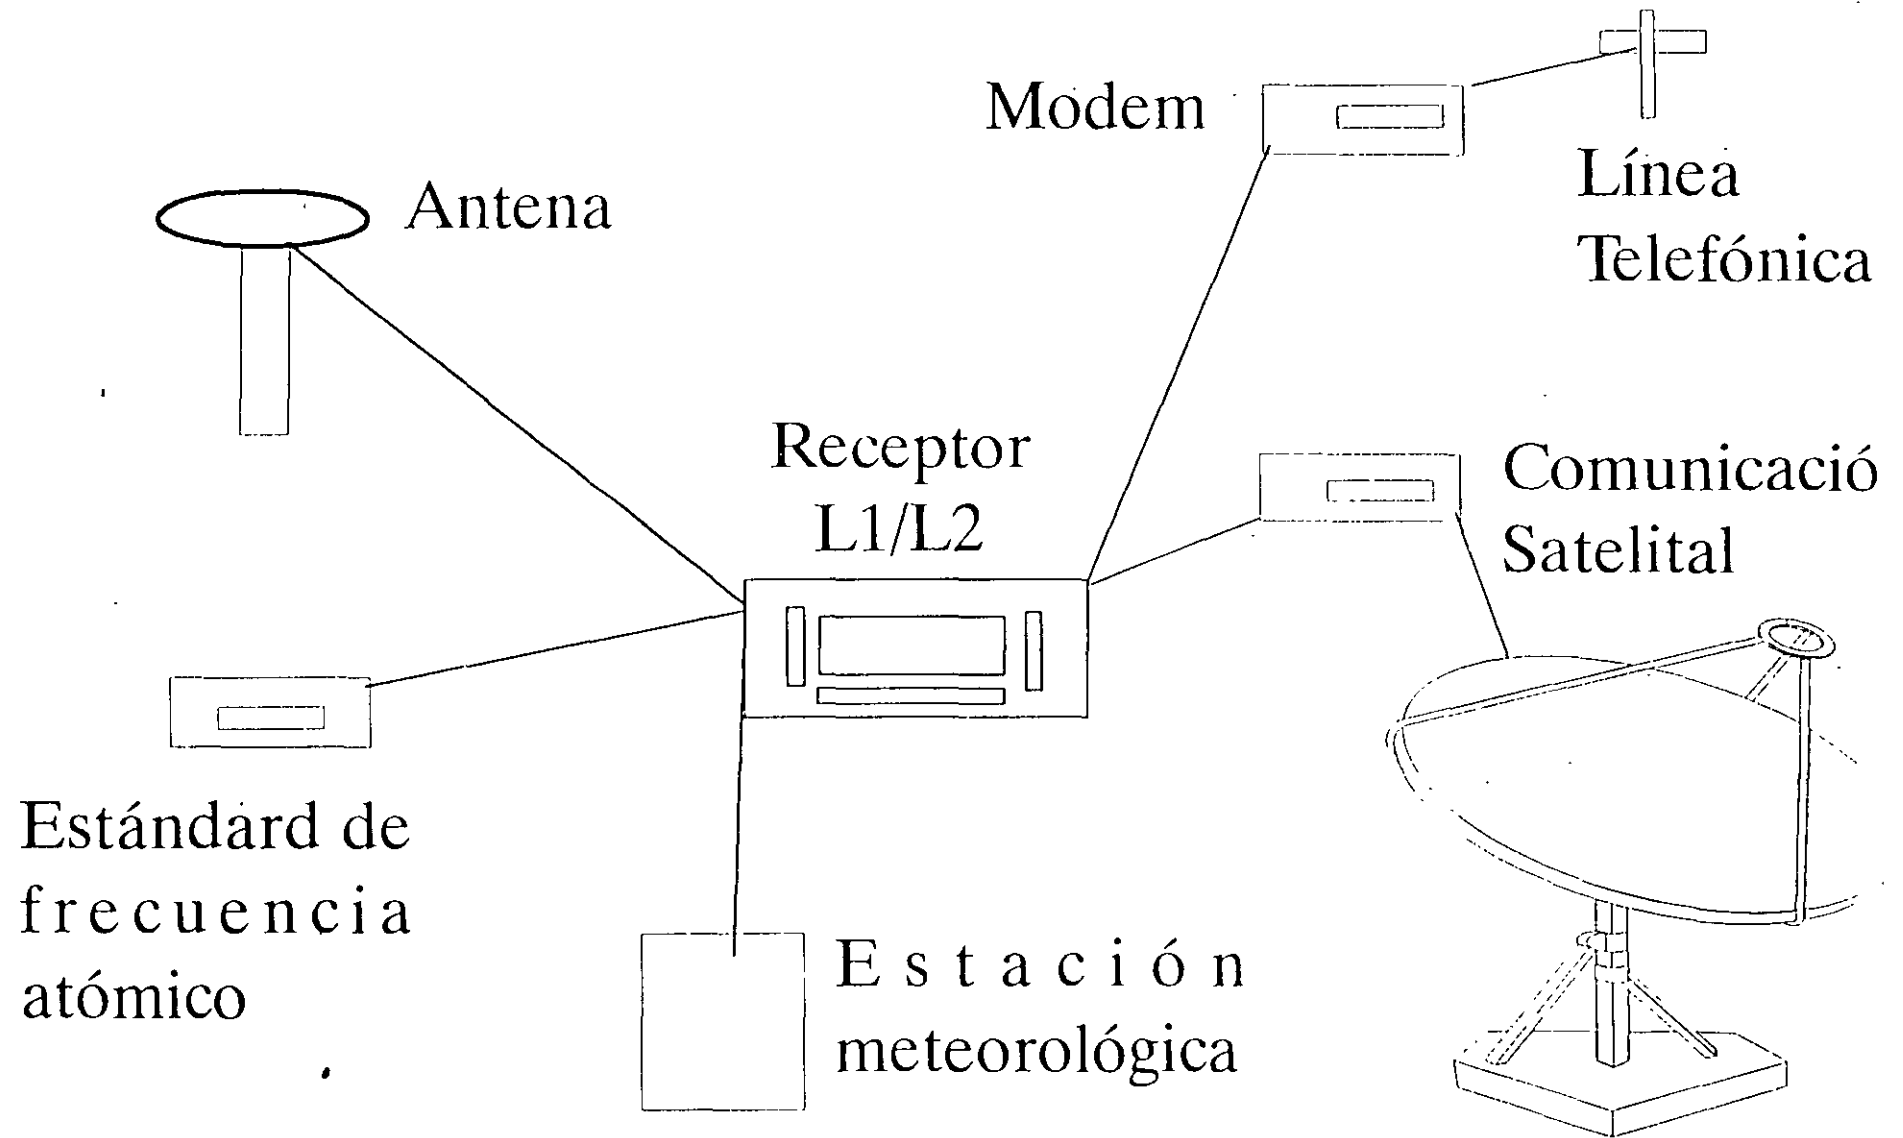 Modem
Línea
Telefónica
Antena
Receptor
L1/L2
Comunicació
Satelital
Estándard de
frecuencia
atómico
Estación
meteorológica